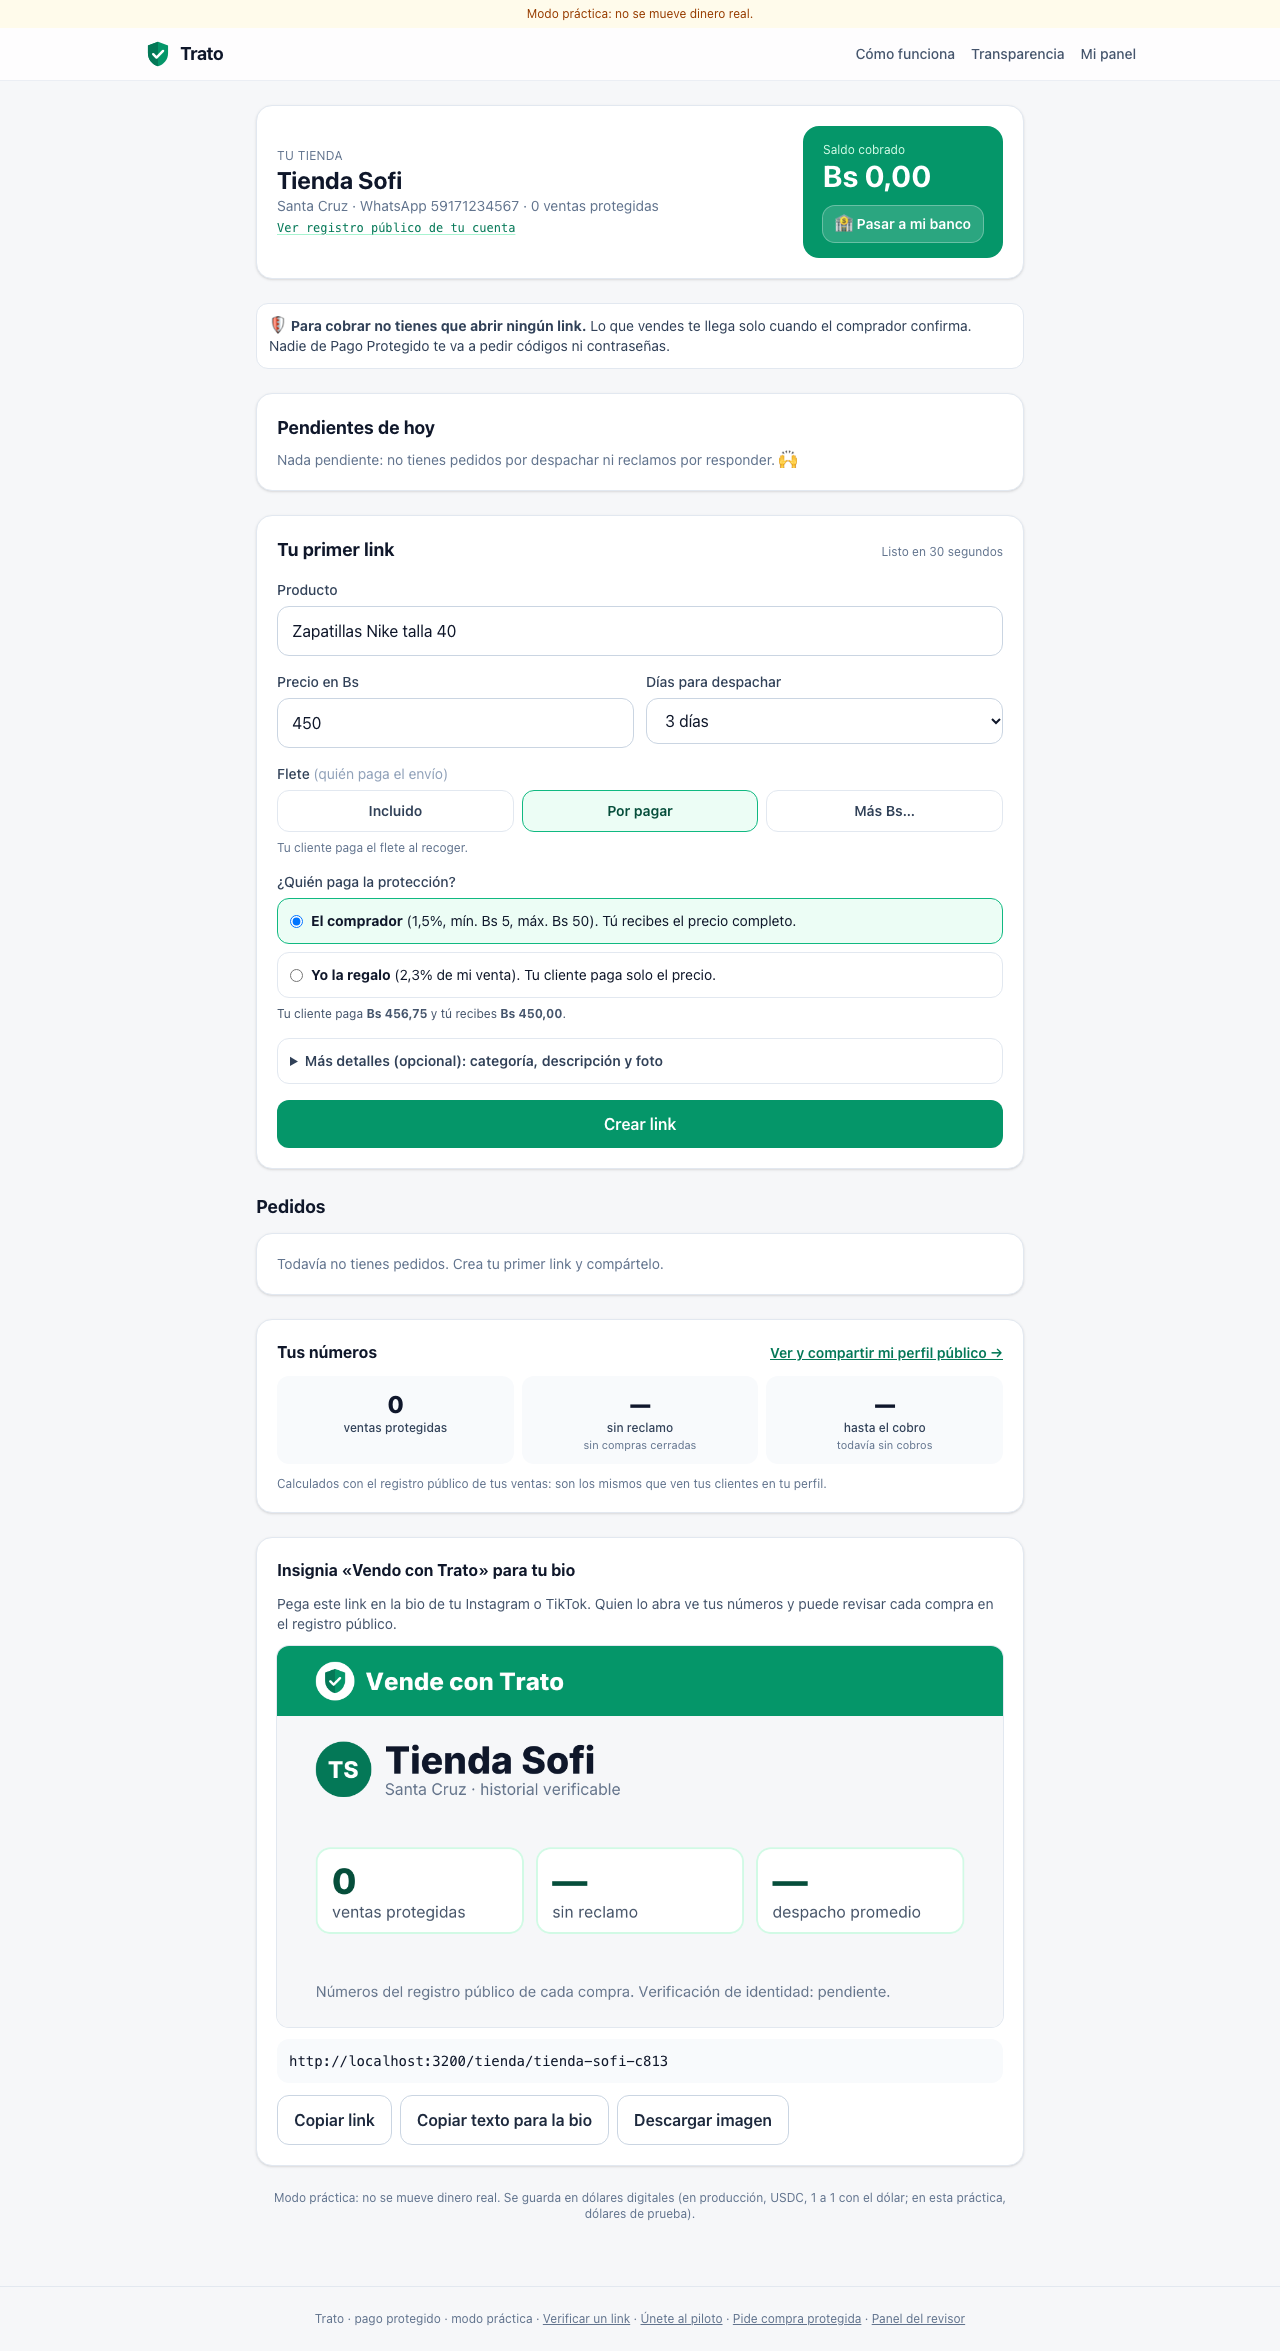 Modo práctica: no se mueve dinero real.
Trato
Cómo funciona Transparencia Mi panel
TU TIENDA
Tienda Sofi
Santa Cruz · WhatsApp 59171234567 · 0 ventas protegidas
Ver registro público de tu cuenta
Saldo cobrado
Bs 0,00
Pasar a mi banco
Para cobrar no tienes que abrir ningún link. Lo que vendes te llega solo cuando el comprador confirma.
Nadie de Pago Protegido te va a pedir códigos ni contraseñas.
Pendientes de hoy
Nada pendiente: no tienes pedidos por despachar ni reclamos por responder. 🙌
Tu primer link
Listo en 30 segundos
Producto
Zapatillas Nike talla 40
Precio en Bs
Días para despachar
450
3 días
Flete (quién paga el envío)
Incluido
Por pagar
Más Bs...
Tu cliente paga el flete al recoger.
¿Quién paga la protección?
El comprador (1,5%, mín. Bs 5, máx. Bs 50). Tú recibes el precio completo.
Yo la regalo (2,3% de mi venta). Tu cliente paga solo el precio.
Tu cliente paga Bs 456,75 y tú recibes Bs 450,00.
Más detalles (opcional): categoría, descripción y foto
Crear link
Pedidos
Todavía no tienes pedidos. Crea tu primer link y compártelo.
Tus números
Ver y compartir mi perfil público →
0
ventas protegidas
—
sin reclamo
sin compras cerradas
—
hasta el cobro
todavía sin cobros
Calculados con el registro público de tus ventas: son los mismos que ven tus clientes en tu perfil.
Insignia «Vendo con Trato» para tu bio
Pega este link en la bio de tu Instagram o TikTok. Quien lo abra ve tus números y puede revisar cada compra en
el registro público.
Vende con Trato
TS
Tienda Sofi
Santa Cruz · historial verificable
0
ventas protegidas
—
sin reclamo
—
despacho promedio
Números del registro público de cada compra. Verificación de identidad: pendiente.
http://localhost:3200/tienda/tienda-sofi-c813
Copiar link
Copiar texto para la bio
Descargar imagen
Modo práctica: no se mueve dinero real. Se guarda en dólares digitales (en producción, USDC, 1 a 1 con el dólar; en esta práctica,
dólares de prueba).
Trato · pago protegido · modo práctica · Verificar un link · Únete al piloto · Pide compra protegida · Panel del revisor